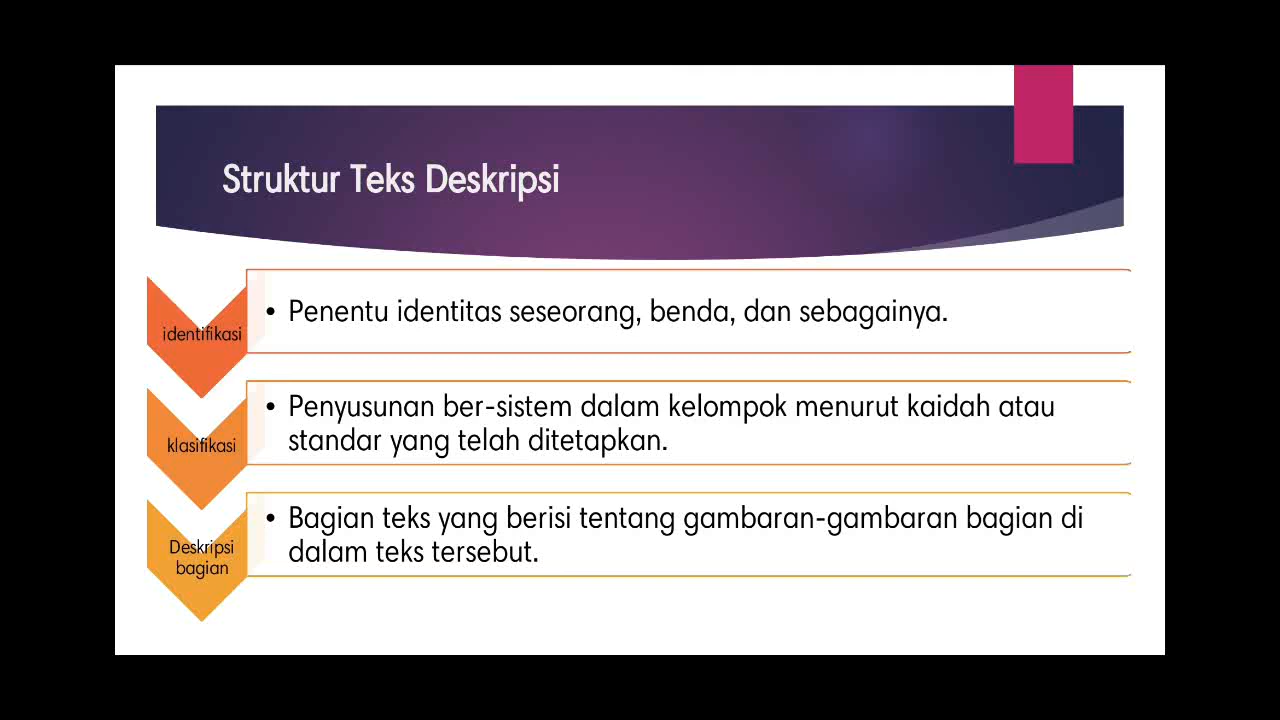 Struktur Teks Deskripsi
identifikasi
• Penentu identitas seseorang, benda, dan sebagainya.
klasifikasi
• Penyusunan ber-sistem dalam kelompok menurut kaidah atau
standar yang telah ditetapkan.
Deskripsi
bagian
• Bagian teks yang berisi tentang gambaran-gambaran bagian di
dalam teks tersebut.